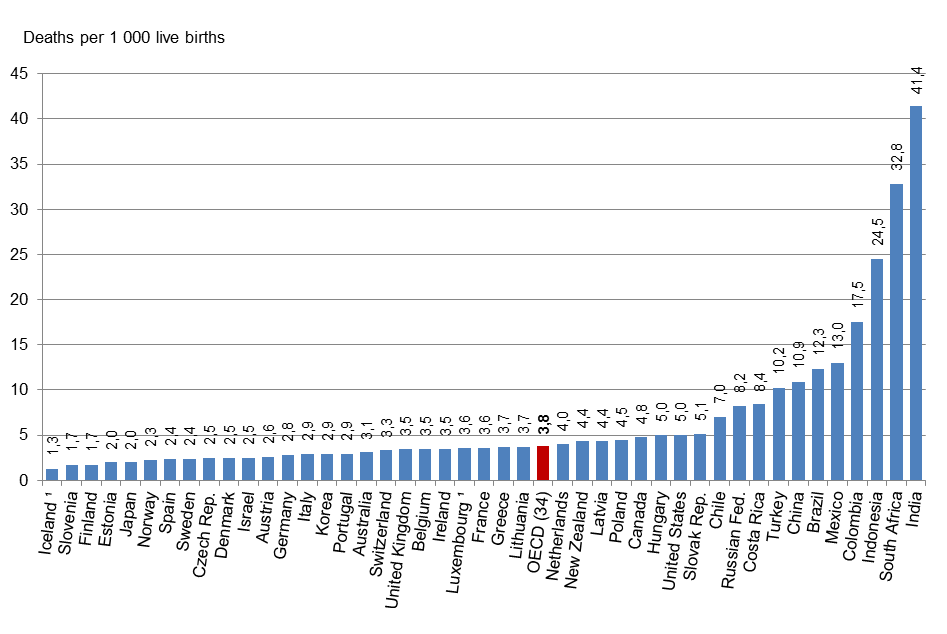 Deaths per 1 000 live births
45
40
35
30
25
20
15
10
5
0
1,3
1,7
1,7
2,0
2,0
2,3
2,4
2,4
2,5
2,5
2,5
2,6
2,8
2,9
2,9
2,9
3,1
3,3
3,5
3,5
3,5
3,6
3,6
3,7
3,7
3,8
4,0
4,4
4,4
4,5
4,8
5,0
5,0
5,1
7,0
8,2
8,4
10,2
10,9
12,3
13,0
17,5
24,5
32,8
41,4
Iceland ¹
Slovenia
Finland
Estonia
Japan
Norway
Spain
Sweden
Czech Rep.
Denmark
Israel
Austria
Germany
Italy
Korea
Portugal
Australia
Switzerland
United Kingdom
Belgium
Ireland
Luxembourg ¹
France
Greece
Lithuania
OECD (34)
Netherlands
New Zealand
Latvia
Poland
Canada
Hungary
United States
Slovak Rep.
Chile
Russian Fed.
Costa Rica
Turkey
China
Brazil
Mexico
Colombia
Indonesia
South Africa
India